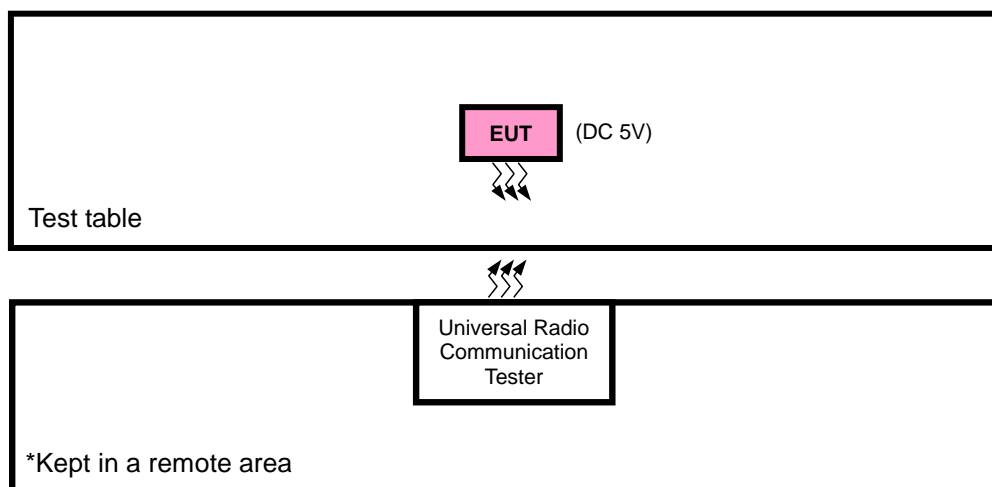 EUT
(DC 5V)
Test table
Universal Radio
Communication
Tester
*Kept in a remote area